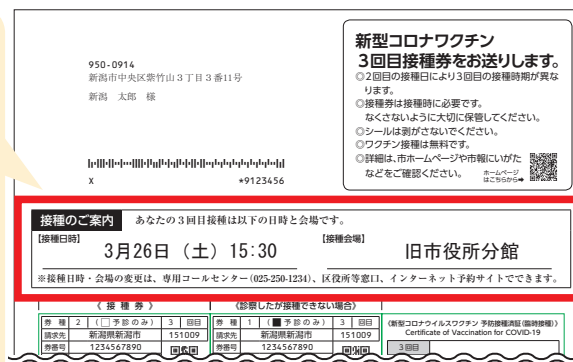 新型コロナワクチン
3回目接種券をお送りします。
◎2回目の接種日により3回目の接種時期が異な
ります。
◎接種券は接種時に必要です。
なくさないように大切に保管してください。
◎シールは剥がさないでください。
◎ワクチン接種は無料です。
◎詳細は、市ホームページや市報にいがた
などをご確認ください。
ホームページ
はこちらから➡
950-0914
新潟市中央区紫竹山3丁目3番11号
新潟 太郎 様
X *9123456
接種のご案内 あなたの3回目接種は以下の日時と会場です。
【接種日時】 【接種会場】
3月26日(土)15:30 旧市役所分館
※接種日時・会場の変更は、専用コールセンター(025-250-1234)、区役所等窓口、インターネット予約サイトでできます。
《 接 種 券 》 《診察したが接種できない場合》
券 種 2 (□予診のみ) 3 回目 券 種 1 (■予診のみ) 3 回目
請求先 新潟県新潟市 151009 請求先 新潟県新潟市 151009
券番号 1234567890 券番号 1234567890
《新型コロナウイルスワクチン 予防接種済証(臨時接種)》
Certificate of Vaccination for COVID-19
3回目